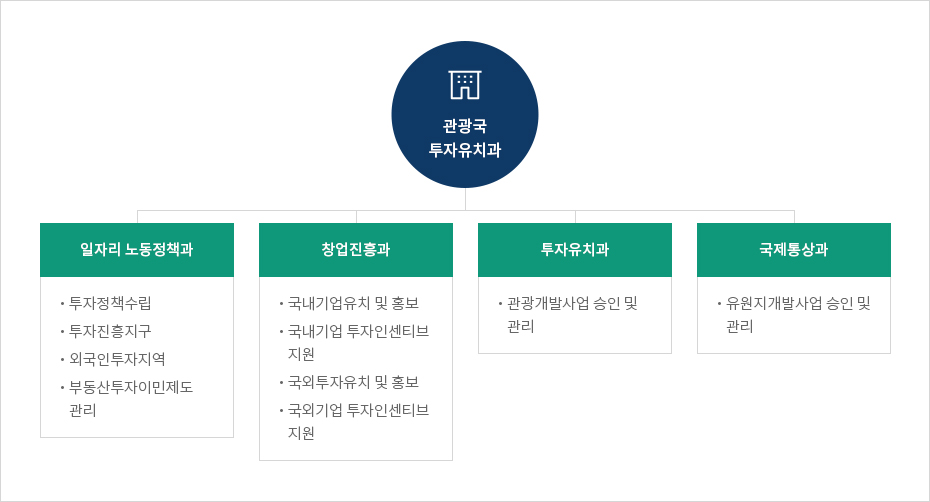 관광국
투자유치과
일자리 노동정책과
• 투자정책수립
• 투자진흥지구
• 외국인투자지역
• 부동산투자이민제도
관리
창업진흥과
• 국내기업유치 및 홍보
• 국내기업 투자인센티브
지원
• 국외투자유치 및 홍보
• 국외기업 투자인센티브
지원
투자유치과
• 관광개발사업 승인 및
관리
국제통상과
• 유원지개발사업 승인 및
관리